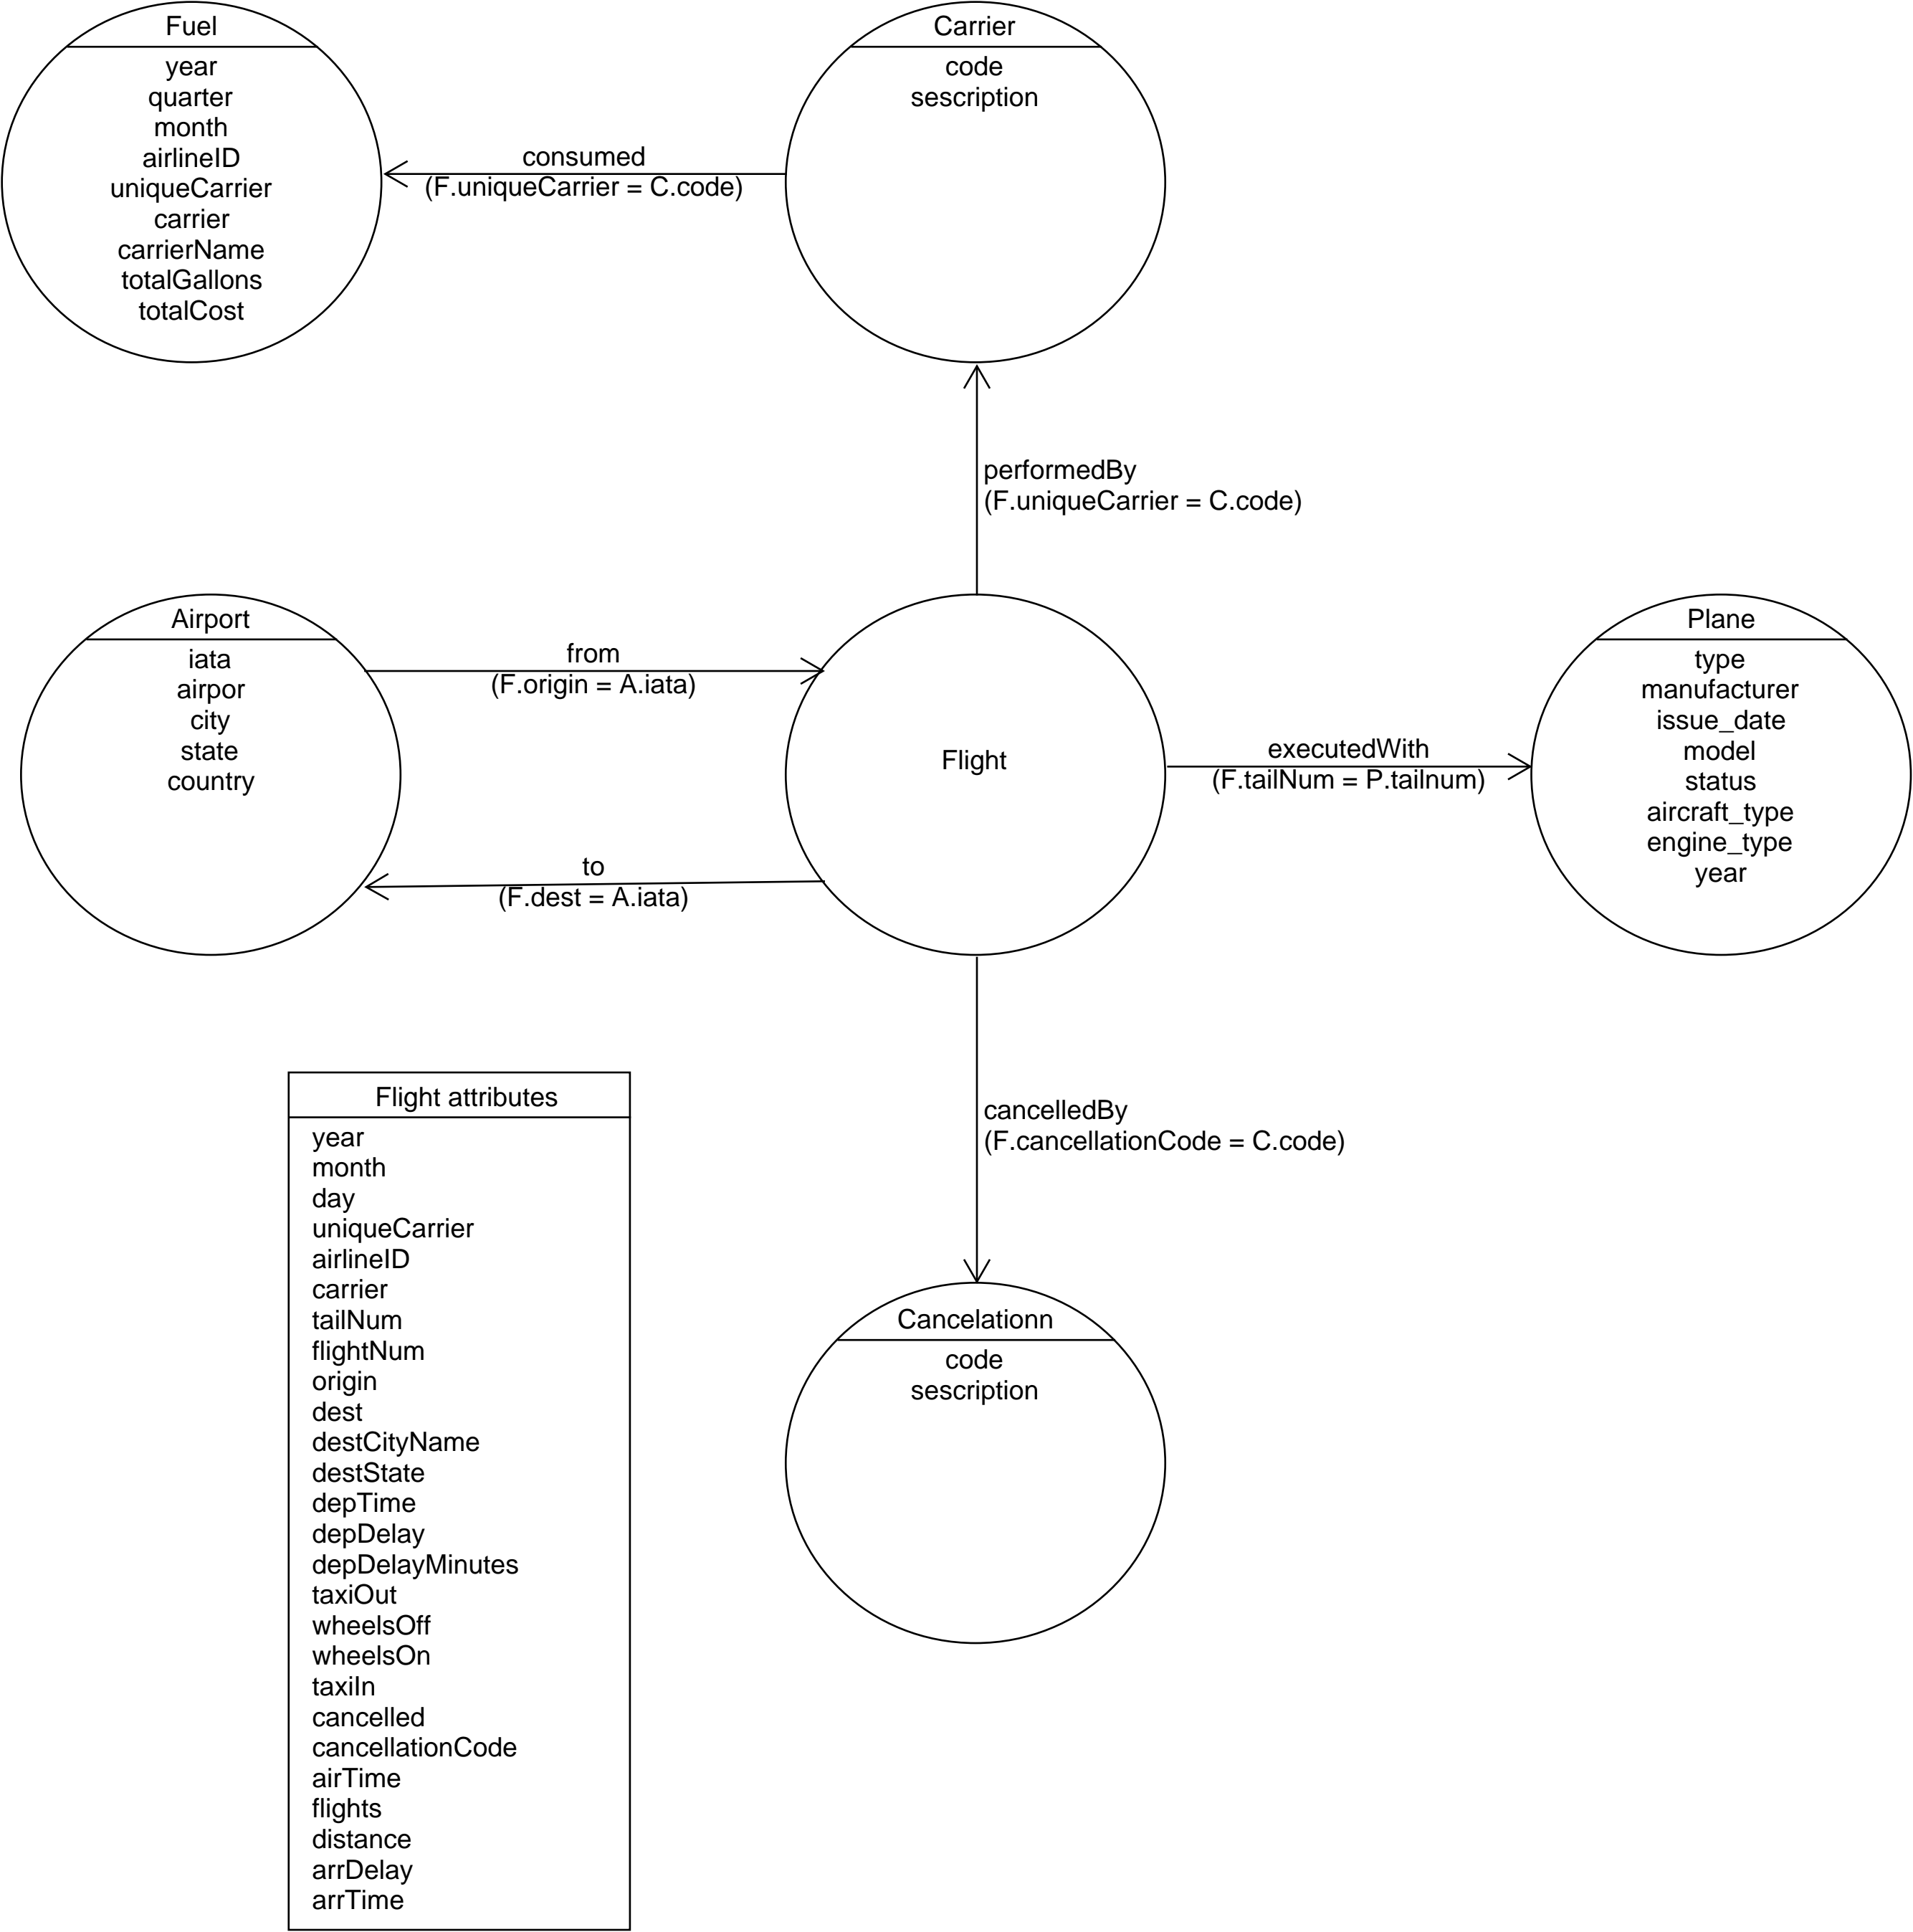 Fuel
year
quarter
month
airlineID
uniqueCarrier
carrier
carrierName
totalGallons
totalCost
consumed
(F.uniqueCarrier = C.code)
Carrier
code
sescription
performedBy
(F.uniqueCarrier = C.code)
Airport
iata
airpor
city
state
country
from
(F.origin = A.iata)
to
(F.dest = A.iata)
Flight
executedWith
(F.tailNum = P.tailnum)
Plane
type
manufacturer
issue_date
model
status
aircraft_type
engine_type
year
cancelledBy
(F.cancellationCode = C.code)
Cancelationn
code
sescription
Flight attributes
year
month
day
uniqueCarrier
airlineID
carrier
tailNum
flightNum
origin
dest
destCityName
destState
depTime
depDelay
depDelayMinutes
taxiOut
wheelsOff
wheelsOn
taxiIn
cancelled
cancellationCode
airTime
flights
distance
arrDelay
arrTime